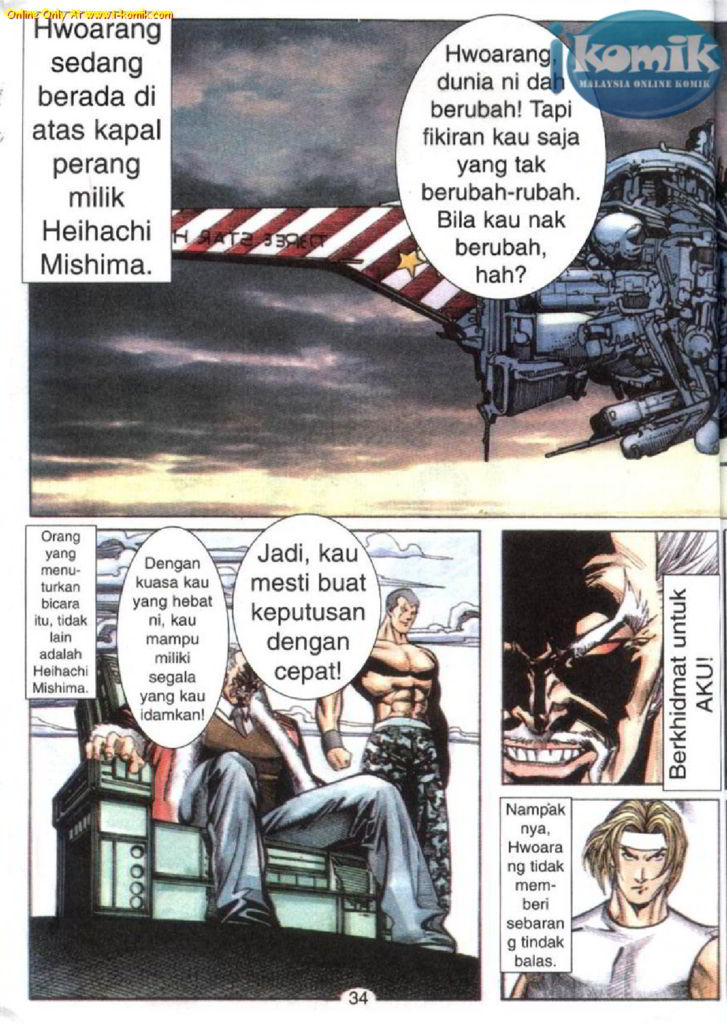 Online Only At www.i-komik.com
Hwoarang
sedang
berada di
atas kapal
perang
milik
Heihachi
Mishima.
Hwoarang,
dunia ni dah
berubah! Tapi
fikiran kau saja
yang tak
berubah-rubah.
Bila kau nak
berubah,
hah?
ikomik
MALAYSIA ONLINE KOMIK
Orang
yang
menu-
turkan
bicara
itu, tidak
lain
adalah
Heihachi
Mishima.
Dengan
kuasa kau
yang hebat
ni, kau
mampu
miliki
segala
yang kau
idamkan!
Jadi, kau
mesti buat
keputusan
dengan
cepat!
Berkhidmat untuk
AKU!
Nampak
nya,
Hwoara
ng tidak
mem-
beri
sebaran
g tindak
balas.
34